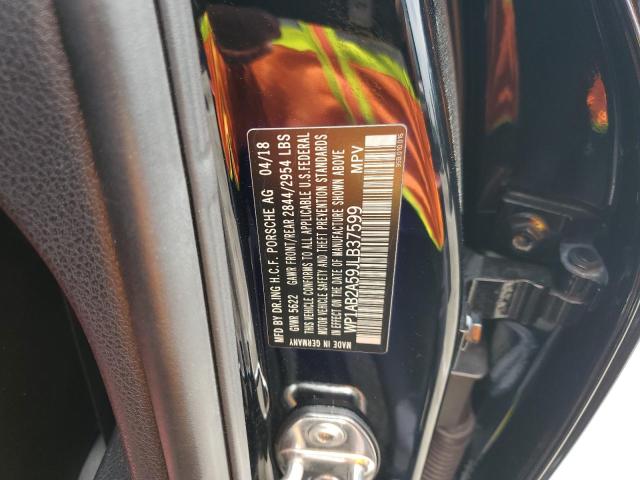 MFD BY DR.ING H.C.F. PORSCHE AG 04/18
GVWR 5622 GAWR FRONT/REAR 2844/2954 LBS
THIS VEHICLE CONFORMS TO ALL APPLICABLE U.S.FEDERAL
MOTOR VEHICLE SAFETY AND THEFT PREVENTION STANDARDS
IN EFFECT ON THE DATE OF MANUFACTURE SHOWN ABOVE
WP1AB2A59JLB37599 MPV
MADE IN GERMANY